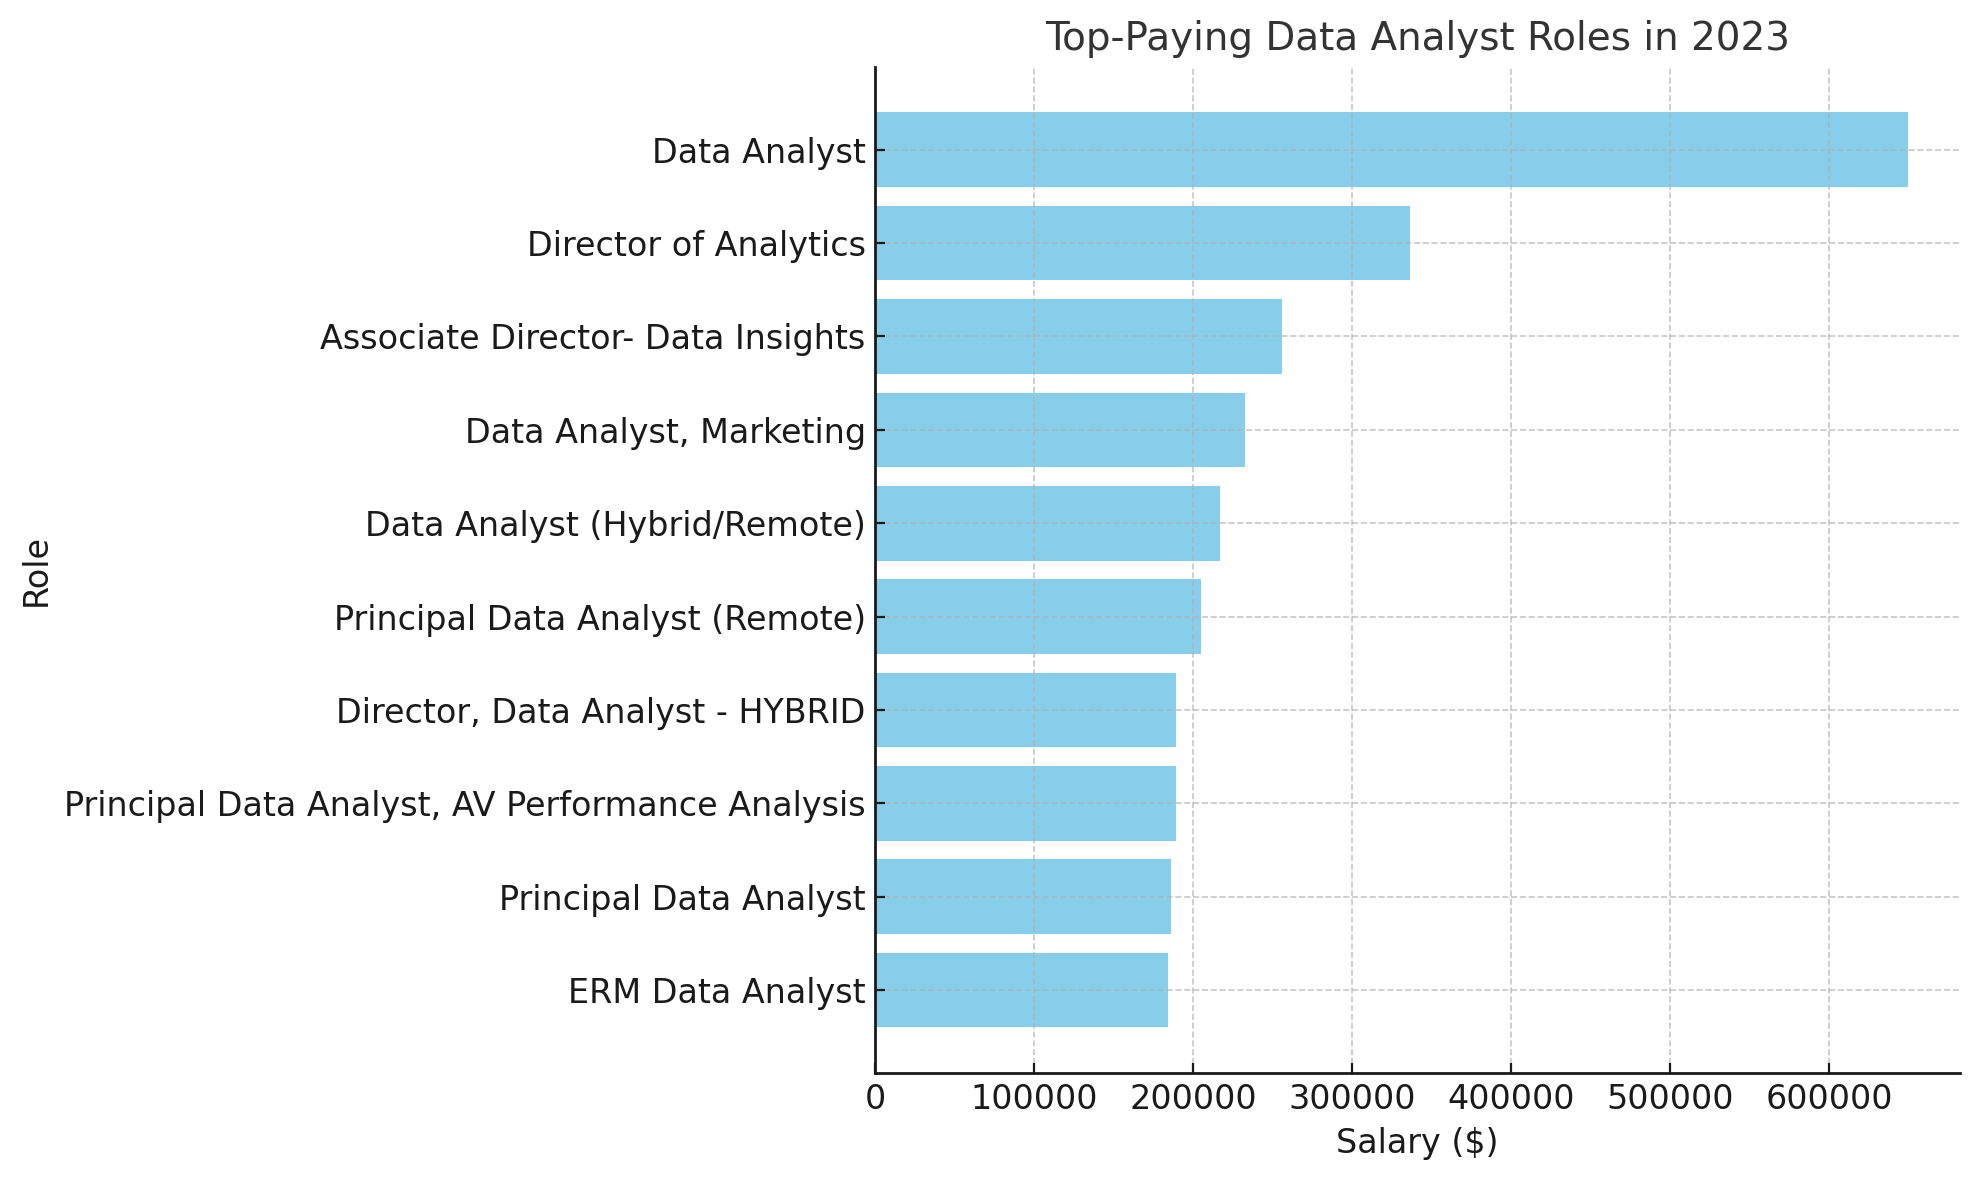 Top-Paying Data Analyst Roles in 2023
Role
Data Analyst
Director of Analytics
Associate Director- Data Insights
Data Analyst, Marketing
Data Analyst (Hybrid/Remote)
Principal Data Analyst (Remote)
Director, Data Analyst - HYBRID
Principal Data Analyst, AV Performance Analysis
Principal Data Analyst
ERM Data Analyst
0 100000 200000 300000 400000 500000 600000
Salary ($)